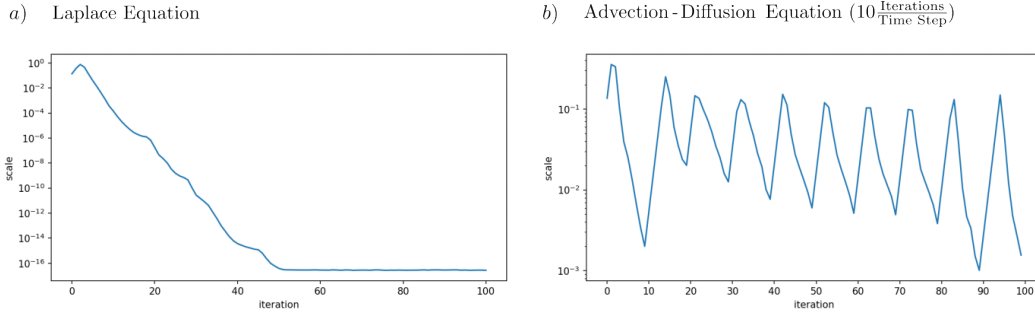 a) Laplace Equation
10^0
10^-2
10^-4
10^-6
10^-8
10^-10
10^-12
10^-14
10^-16
scale
0 20 40 60 80 100
iteration
b) Advection-Diffusion Equation (10 Iterations/Time Step)
10^-1
10^-2
10^-3
scale
0 10 20 30 40 50 60 70 80 90 100
iteration